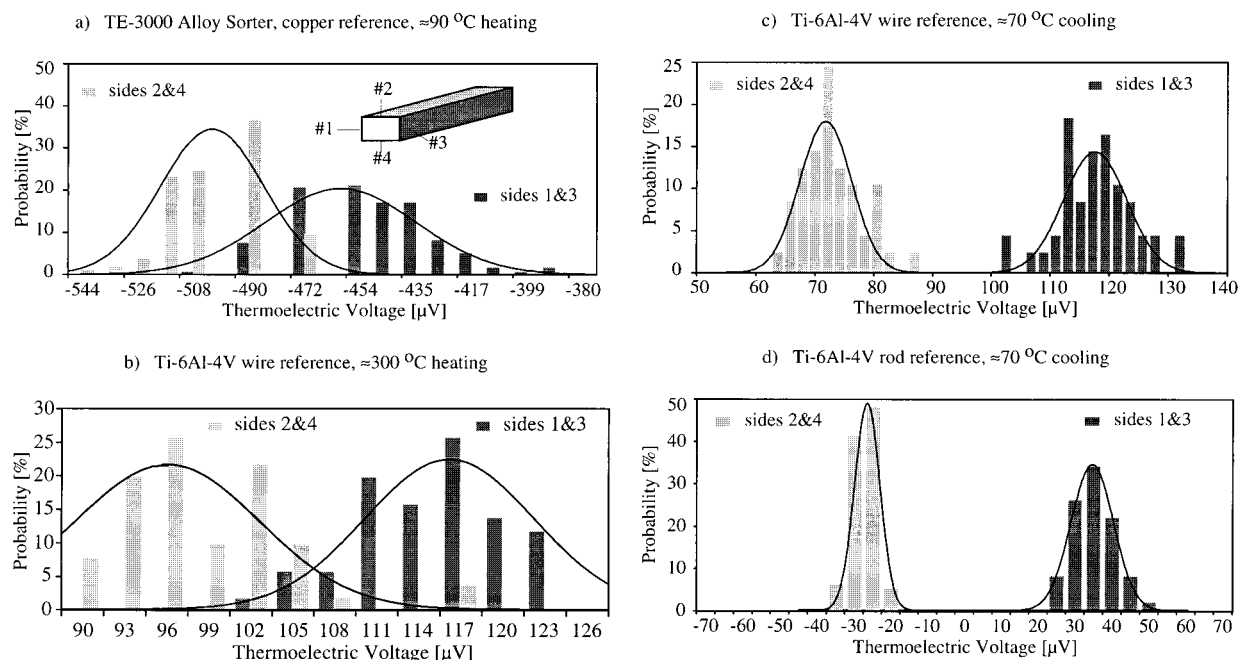 a) TE-3000 Alloy Sorter, copper reference, ≈90 °C heating
50
40
30
20
10
0
Probability [%]
sides 2&4
#2
#1
#3
#4
sides 1&3
-544 -526 -508 -490 -472 -454 -435 -417 -399 -380
Thermoelectric Voltage [µV]
b) Ti-6Al-4V wire reference, ≈300 °C heating
30
25
20
15
10
5
0
Probability [%]
sides 2&4
sides 1&3
90 93 96 99 102 105 108 111 114 117 120 123 126
Thermoelectric Voltage [µV]
c) Ti-6Al-4V wire reference, ≈70 °C cooling
25
20
15
10
5
0
Probability [%]
sides 2&4
sides 1&3
50 60 70 80 90 100 110 120 130 140
Thermoelectric Voltage [µV]
d) Ti-6Al-4V rod reference, ≈70 °C cooling
50
40
30
20
10
0
Probability [%]
sides 2&4
sides 1&3
-70 -60 -50 -40 -30 -20 -10 0 10 20 30 40 50 60 70
Thermoelectric Voltage [µV]